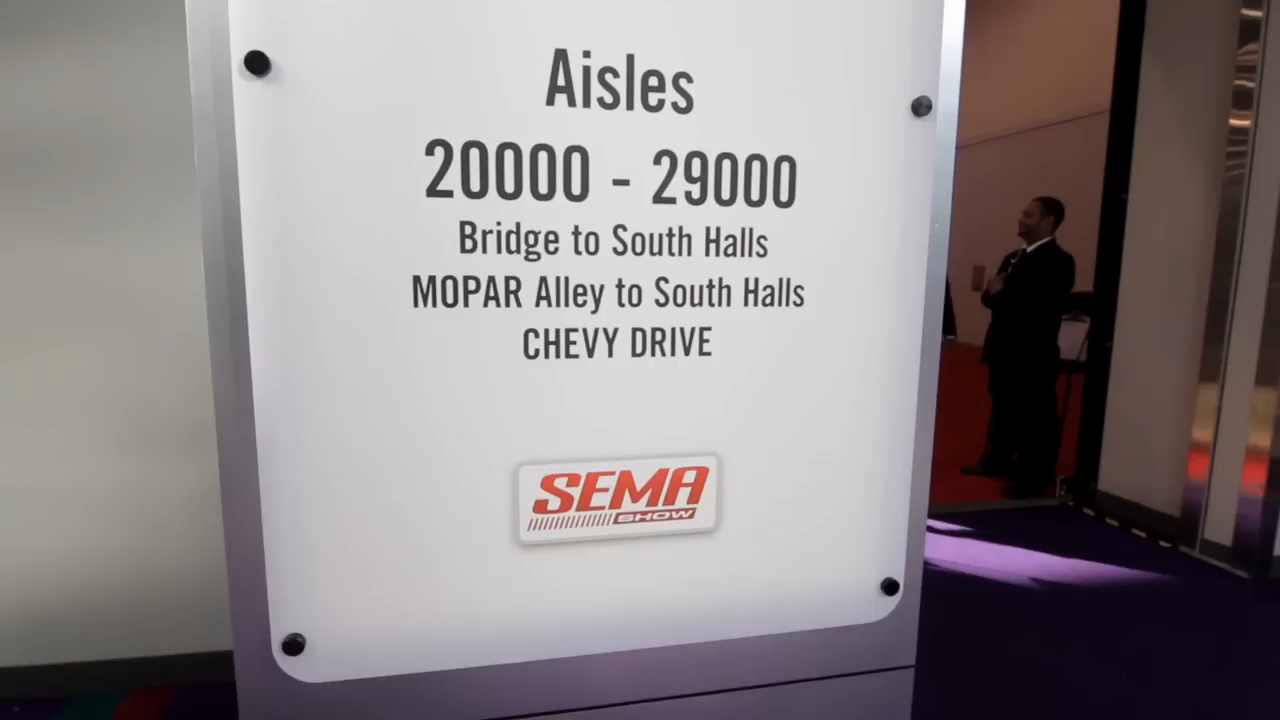 Aisles
20000 - 29000
Bridge to South Halls
MOPAR Alley to South Halls
CHEVY DRIVE
SEMA
SHOW